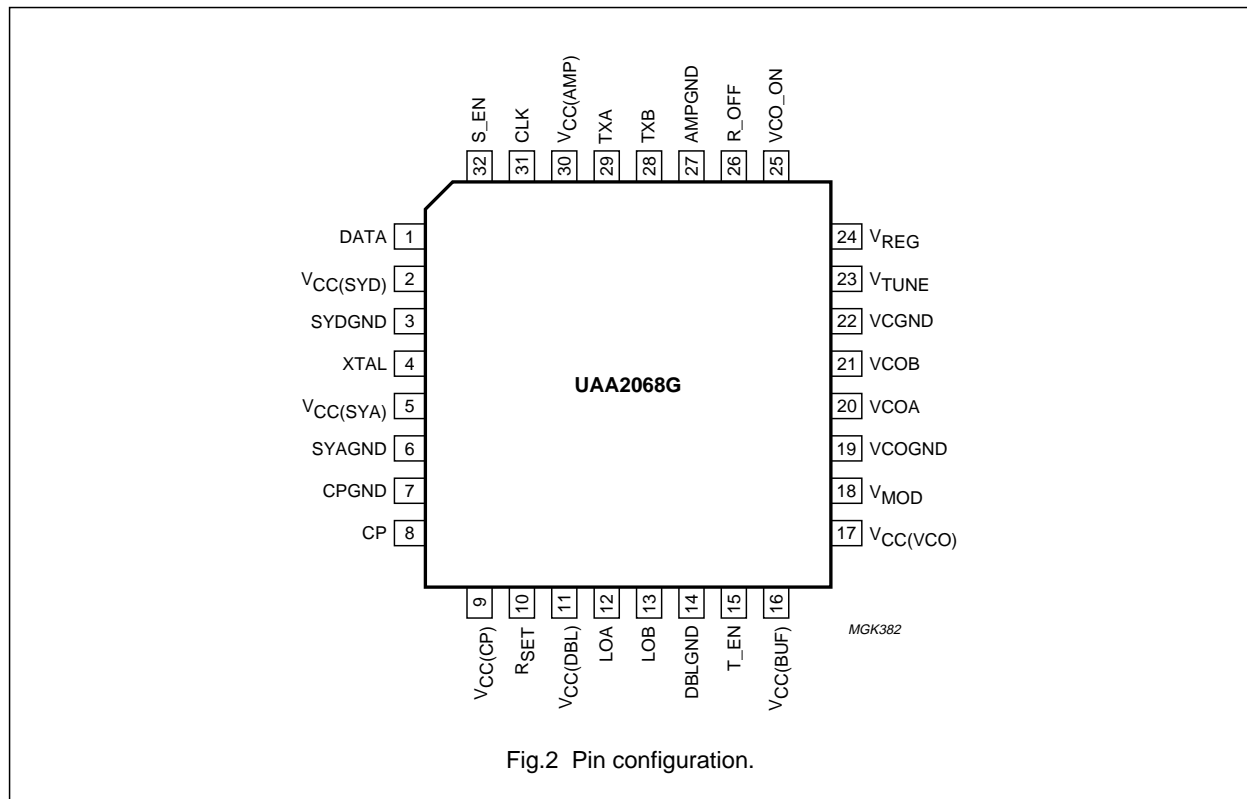 S_EN
CLK
VCC(AMP)
TXA
TXB
AMPGND
R_OFF
VCO_ON
32
31
30
29
28
27
26
25
DATA 1
VCC(SYD) 2
SYDGND 3
XTAL 4
VCC(SYA) 5
SYAGND 6
CPGND 7
CP 8
UAA2068G
24 VREG
23 VTUNE
22 VCGND
21 VCOB
20 VCOA
19 VCOGND
18 VMOD
17 VCC(VCO)
9
10
11
12
13
14
15
16
VCC(CP)
RSET
VCC(DBL)
LOA
LOB
DBLGND
T_EN
VCC(BUF)
MGK382
Fig.2 Pin configuration.